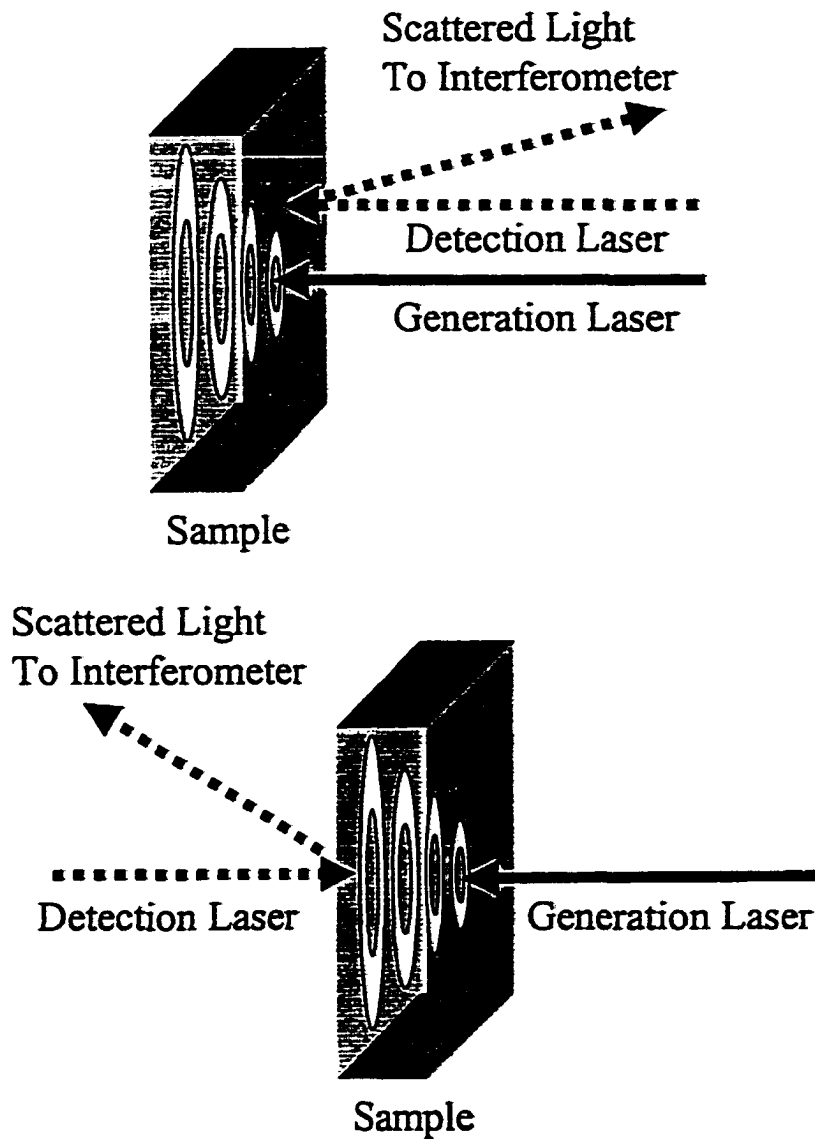 Scattered Light
To Interferometer
Detection Laser
Generation Laser
Sample
Scattered Light
To Interferometer
Detection Laser
Generation Laser
Sample